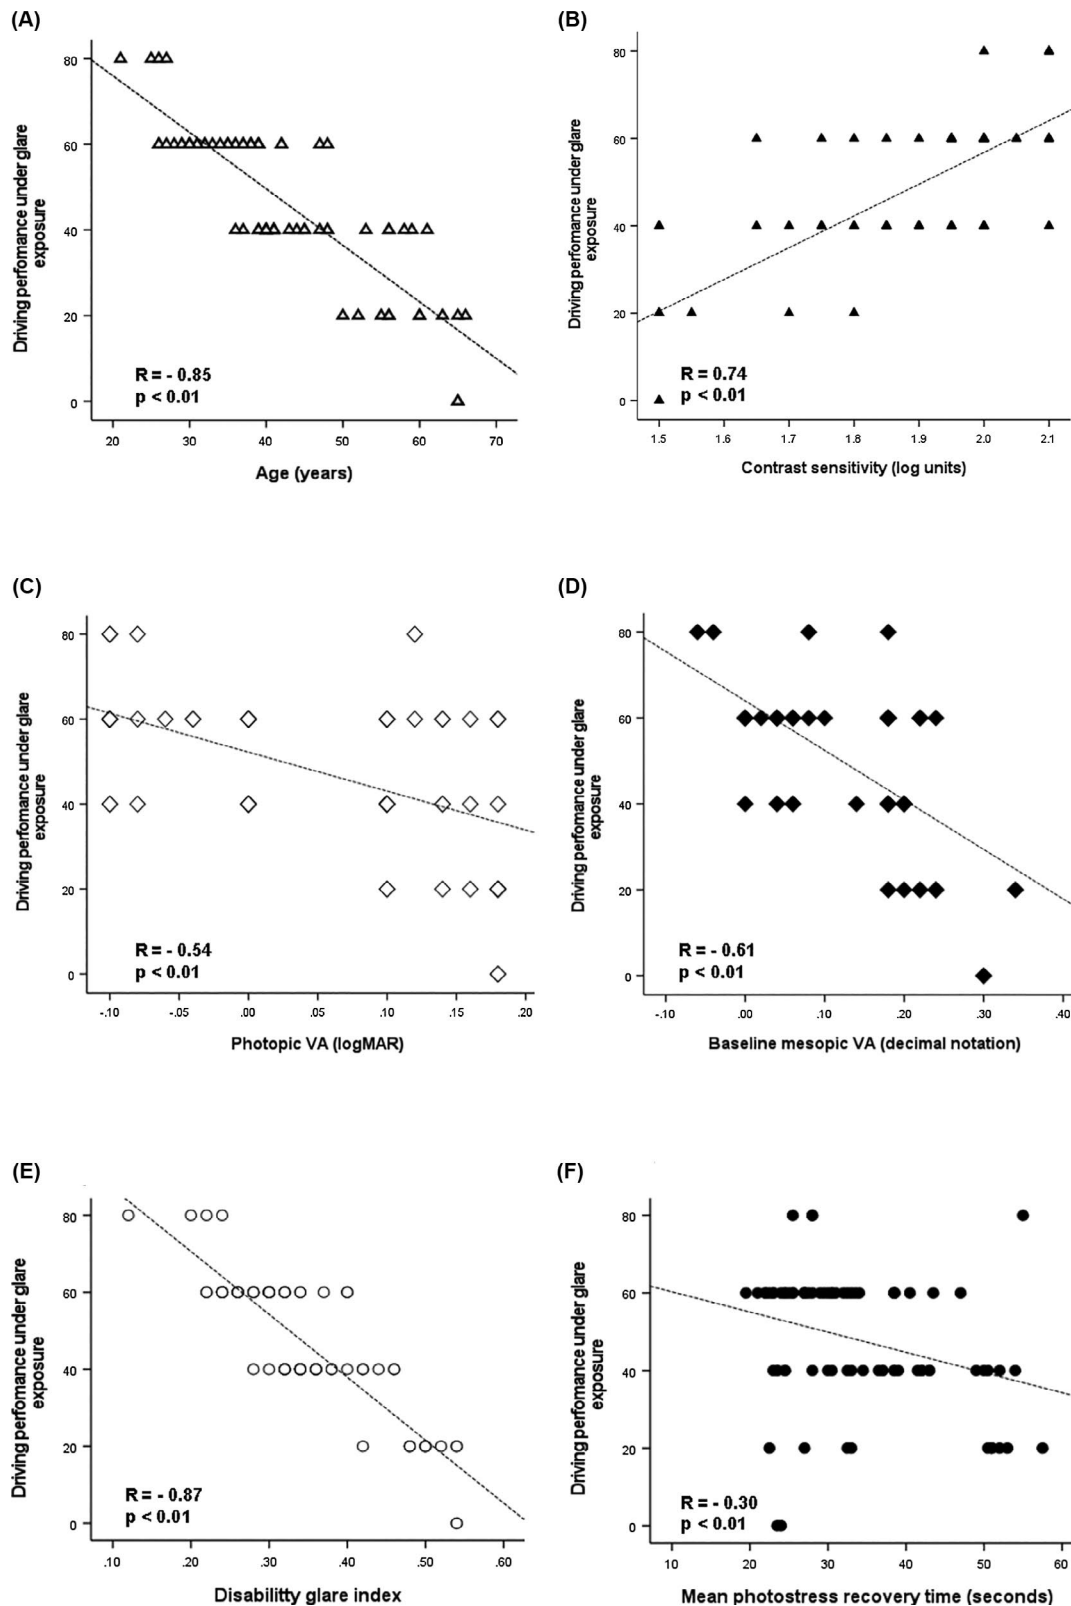 (A)
Driving perfomance under glare
exposure
80
60
40
20
0
R = - 0.85
p < 0.01
20 30 40 50 60 70
Age (years)
(B)
Driving perfomance under glare
exposure
80
60
40
20
0
R = 0.74
p < 0.01
1.5 1.6 1.7 1.8 1.9 2.0 2.1
Contrast sensitivity (log units)
(C)
Driving perfomance under glare
exposure
80
60
40
20
0
R = - 0.54
p < 0.01
-.10 -.05 .00 .05 .10 .15 .20
Photopic VA (logMAR)
(D)
Driving perfomance under glare
exposure
80
60
40
20
0
R = - 0.61
p < 0.01
-.10 .00 .10 .20 .30 .40
Baseline mesopic VA (decimal notation)
(E)
Driving perfomance under glare
exposure
80
60
40
20
0
R = - 0.87
p < 0.01
.10 .20 .30 .40 .50 .60
Disabilitty glare index
(F)
Driving perfomance under glare
exposure
80
60
40
20
0
R = - 0.30
p < 0.01
10 20 30 40 50 60
Mean photostress recovery time (seconds)